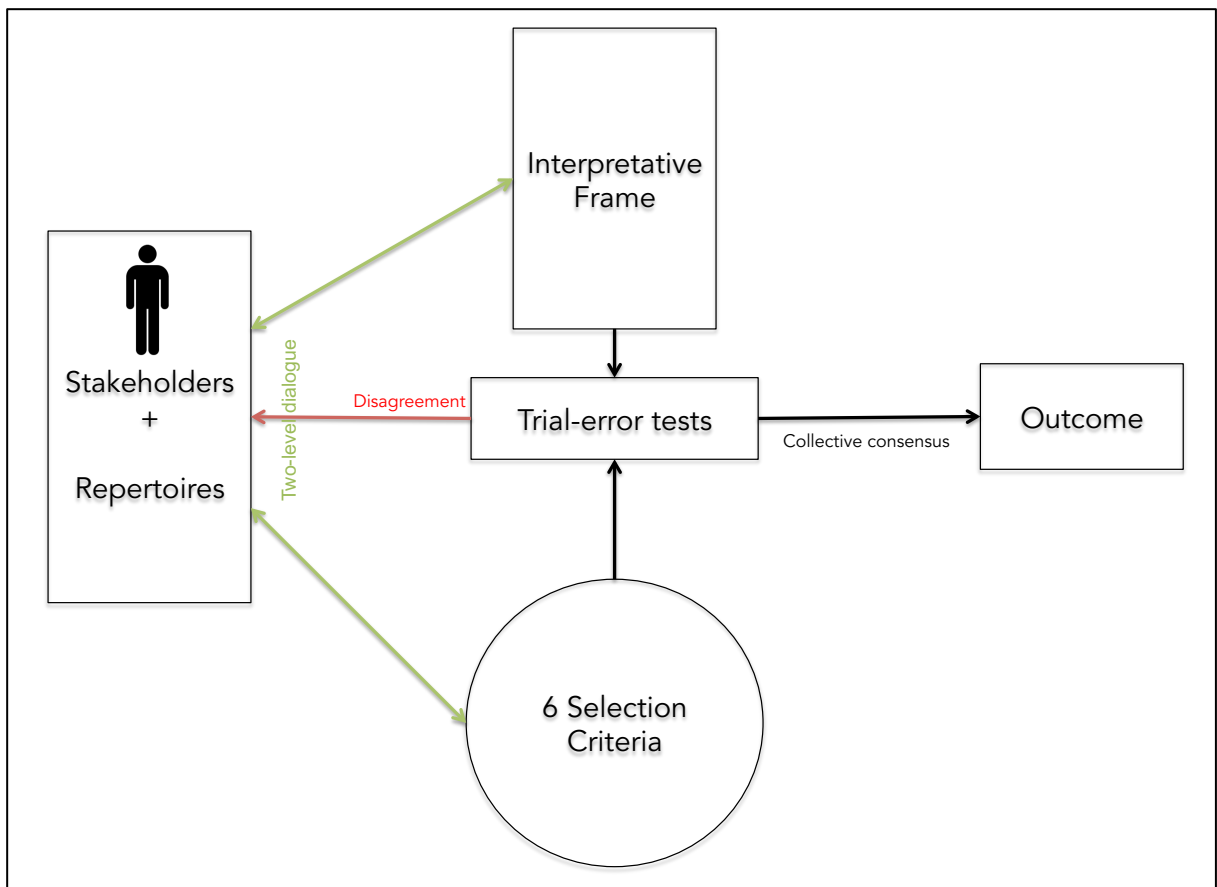 Interpretative
Frame
Stakeholders
+
Repertoires
Two-level dialogue
Disagreement
Trial-error tests
Collective consensus
Outcome
6 Selection
Criteria